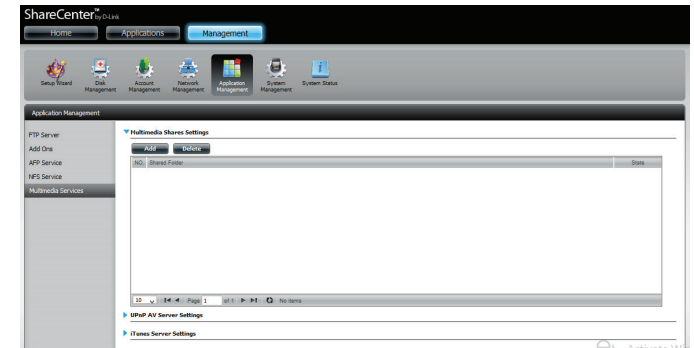 ShareCenter™ by D-Link
Home Applications Management
Setup Wizard Disk Management Account Management Network Management Application Management System Management System Status
Application Management
FTP Server
Add Ons
AFP Service
NFS Service
Multimedia Services
Multimedia Shares Settings
Add Delete
NO. Shared Folder State
10 Page 1 of 1 No items
UPnP AV Server Settings
iTunes Server Settings